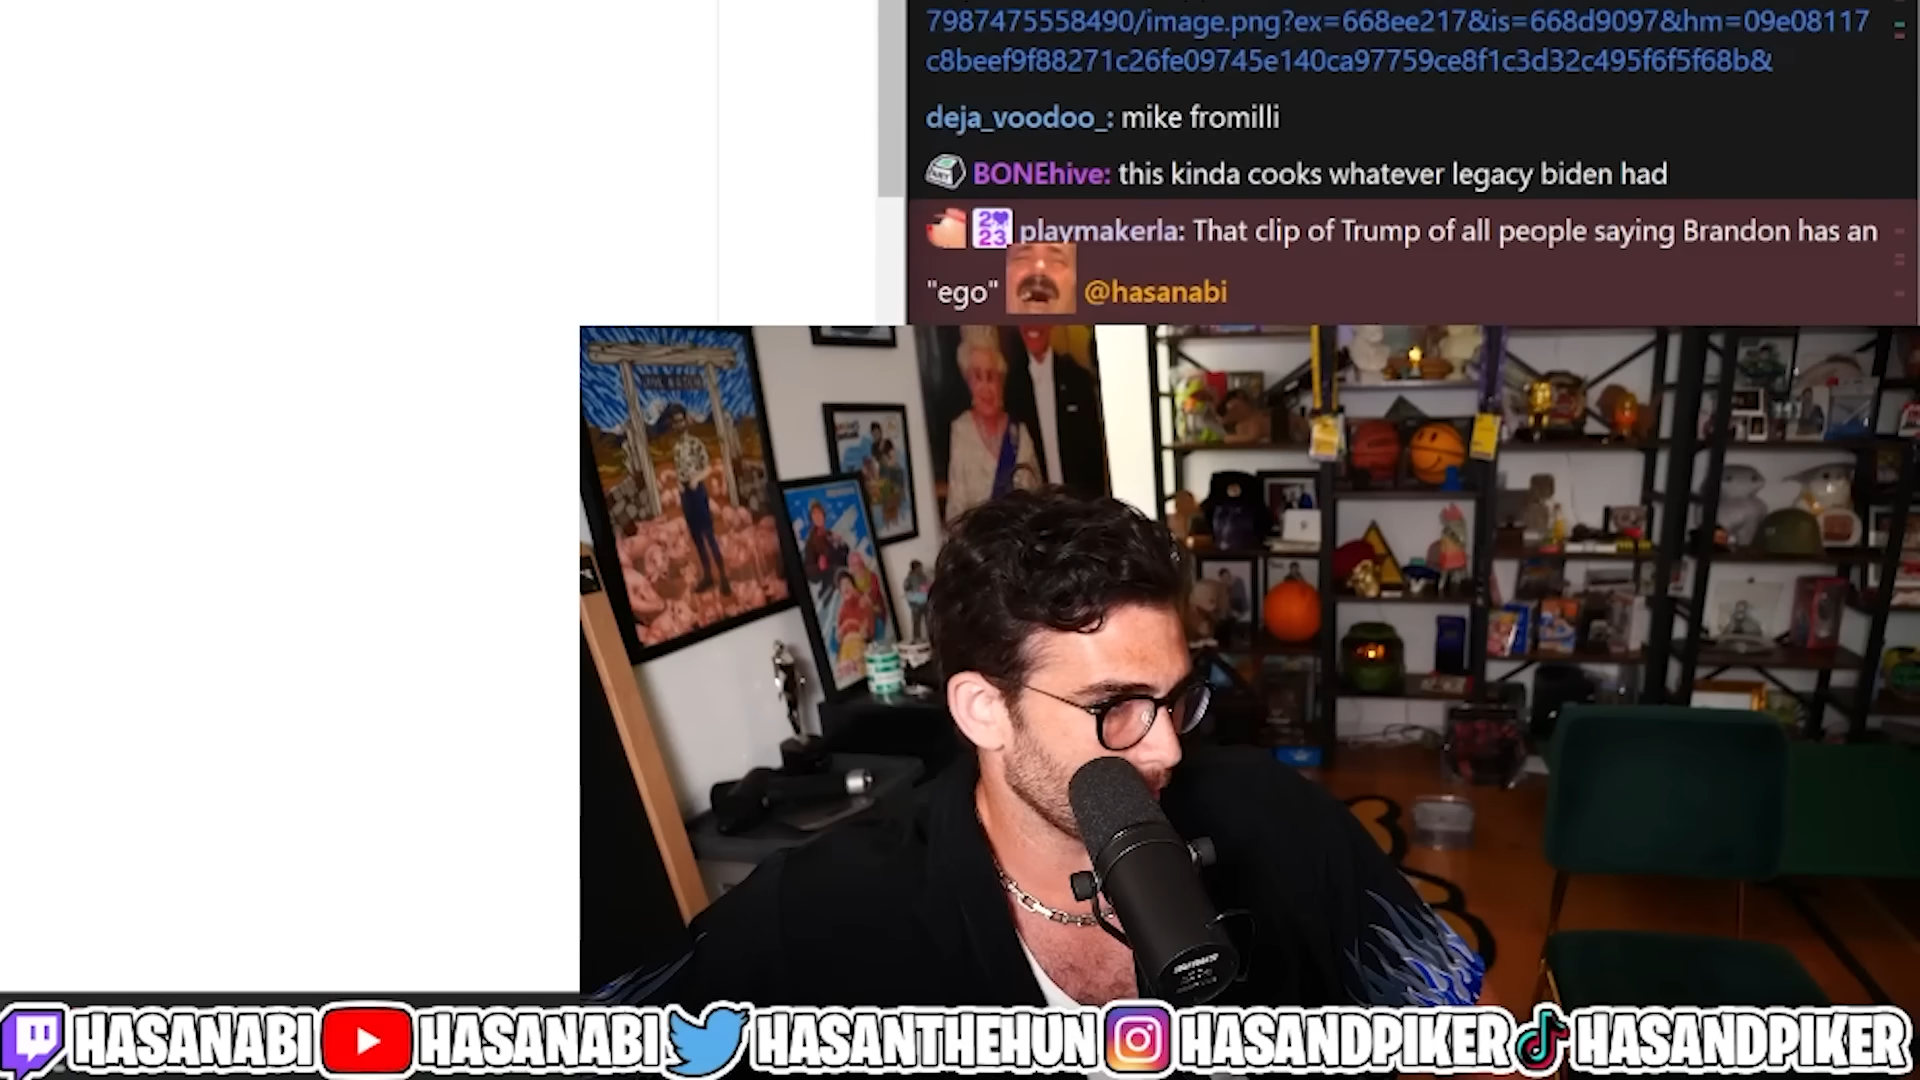 7987475558490/image.png?ex=668ee217&is=668d9097&hm=09e08117
c8beef9f88271c26fe09745e140ca97759ce8f1c3d32c495f6f5f68b&
deja_voodoo_: mike fromilli
BONEhive: this kinda cooks whatever legacy biden had
2 23 playmakerla: That clip of Trump of all people saying Brandon has an
"ego" @hasanabi
HASANABI HASANABI HASANTHEHUN HASANDPIKER HASANDPIKER